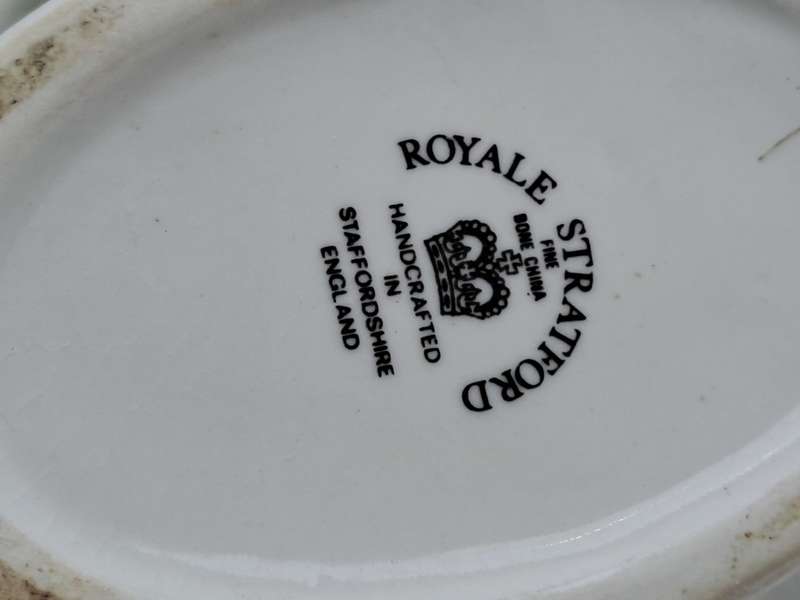 ROYALE STRATFORD
FINE
BONE CHINA
HANDCRAFTED
IN
STAFFORDSHIRE
ENGLAND